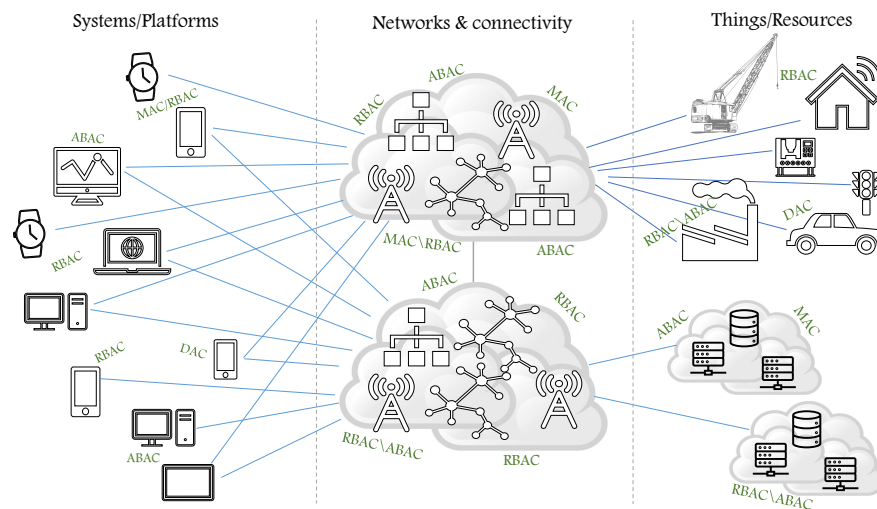 Systems/Platforms
Networks & connectivity
Things/Resources
MAC/RBAC
ABAC
RBAC
RBAC
DAC
ABAC
RBAC
ABAC
MAC
MAC\RBAC
ABAC
ABAC
RBAC
RBAC\ABAC
RBAC
RBAC
RBAC\ABAC
DAC
ABAC
MAC
RBAC\ABAC